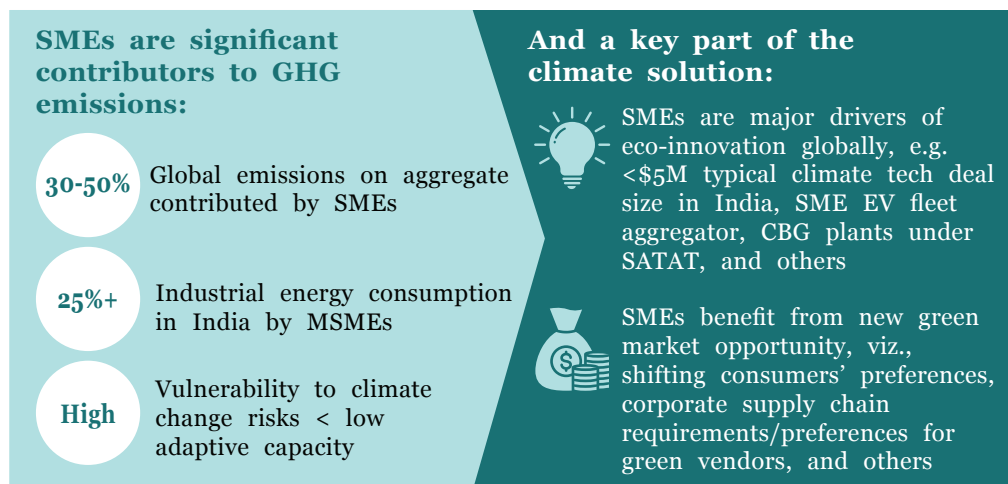 SMEs are significant
contributors to GHG
emissions:
30-50%
Global emissions on aggregate
contributed by SMEs
25%+
Industrial energy consumption
in India by MSMEs
High
Vulnerability to climate
change risks < low
adaptive capacity
And a key part of the
climate solution:
SMEs are major drivers of
eco-innovation globally, e.g.
<$5M typical climate tech deal
size in India, SME EV fleet
aggregator, CBG plants under
SATAT, and others
$
SMEs benefit from new green
market opportunity, viz.,
shifting consumers’ preferences,
corporate supply chain
requirements/preferences for
green vendors, and others